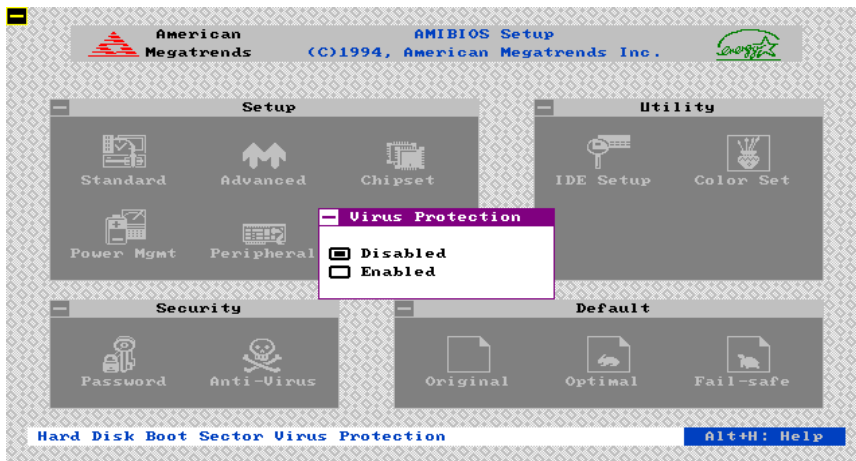 American
Megatrends
AMIBIOS Setup
(C)1994, American Megatrends Inc.
energy
Setup
Utility
Standard
Advanced
Chipset
IDE Setup
Color Set
Power Mgmt
Peripheral
Virus Protection
Disabled
Enabled
Security
Default
Password
Anti-Virus
Original
Optimal
Fail-safe
Hard Disk Boot Sector Virus Protection
Alt+H: Help